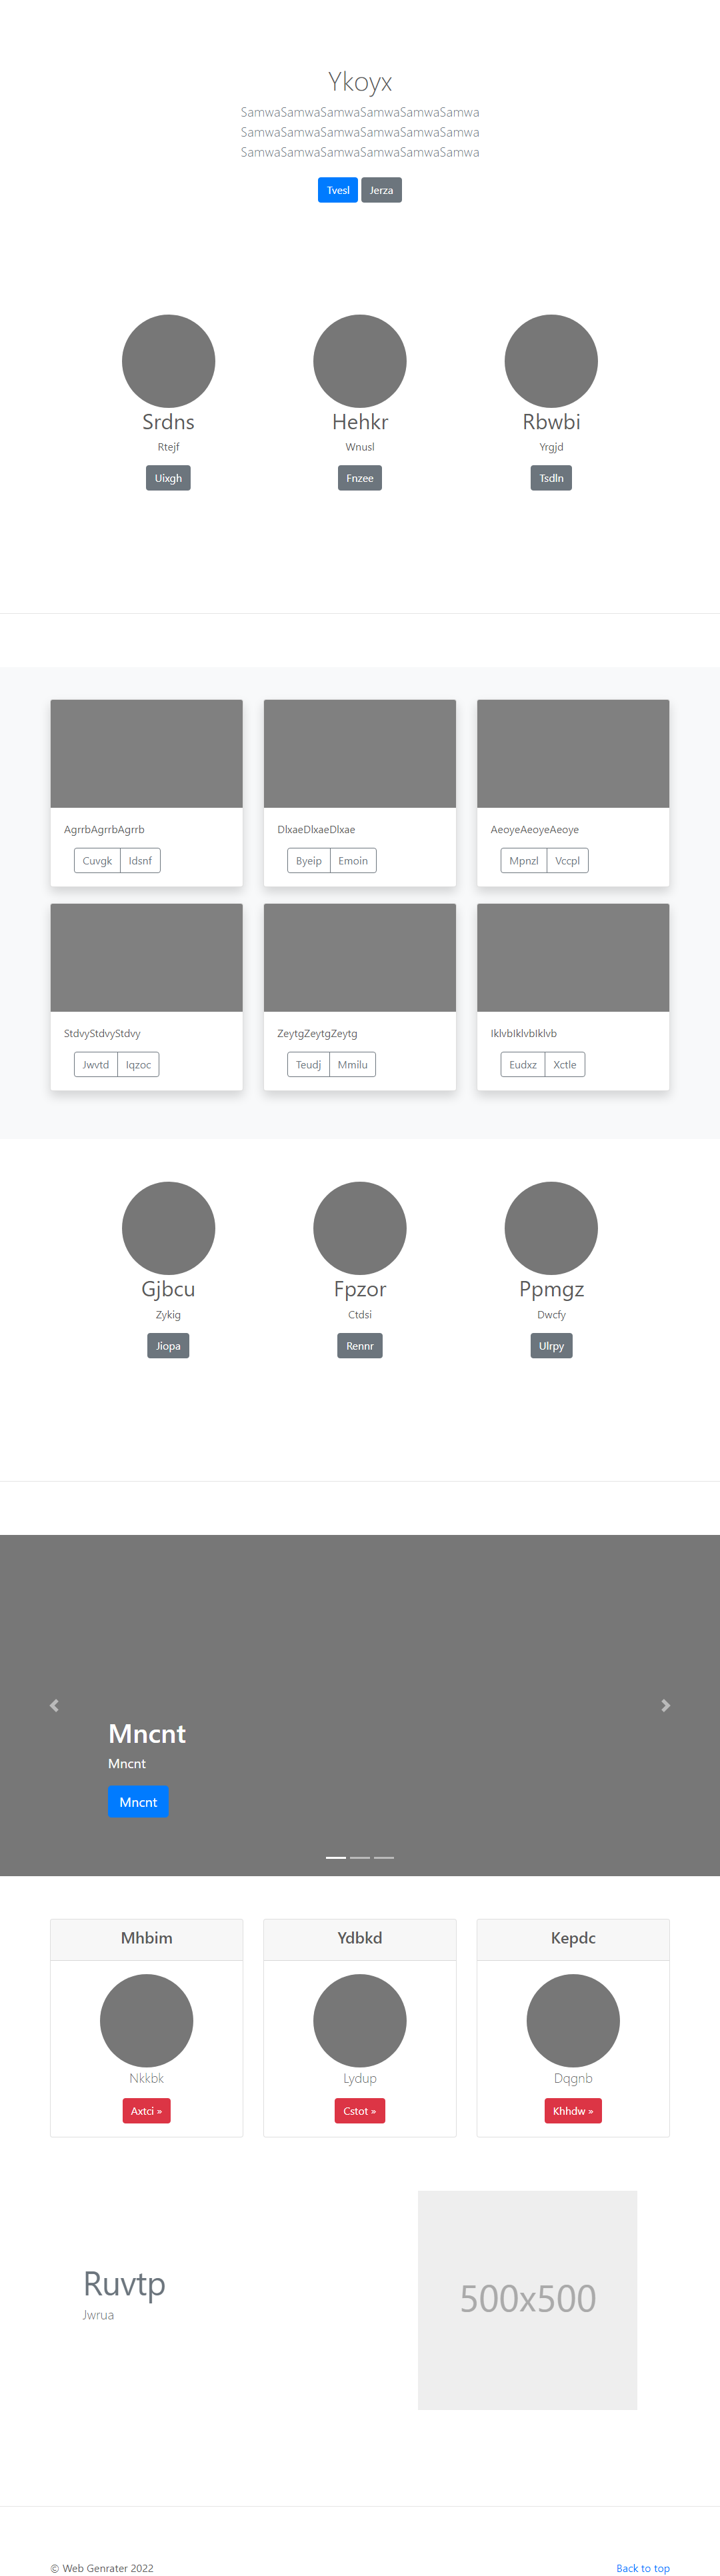 Ykoyx
SamwaSamwaSamwaSamwaSamwaSamwa
SamwaSamwaSamwaSamwaSamwaSamwa
SamwaSamwaSamwaSamwaSamwaSamwa
Tvesl Jerza
Srdns Hehkr Rbwbi
Rtejf Wnusl Yrgjd
Uixgh Fnzee Tsdln
AgrrbAgrrbAgrrb DlxaeDlxaeDlxae AeoyeAeoyeAeoye
Cuvgk Idsnf Byeip Emoin Mpnzl Vccpl
StdvyStdvyStdvy ZeytgZeytgZeytg IklvbIklvbIklvb
Jwvtd Iqzoc Teudj Mmilu Eudxz Xctle
Gjbcu Fpzor Ppmgz
Zykig Ctdsi Dwcfy
Jiopa Rennr Ulrpy
Mncnt
Mncnt
Mncnt
Mhbim Ydbkd Kepdc
Nkkbk Lydup Dqgnb
Axtci » Cstot » Khhdw »
Ruvtp
Jwrua
500x500
© Web Genrater 2022 Back to top